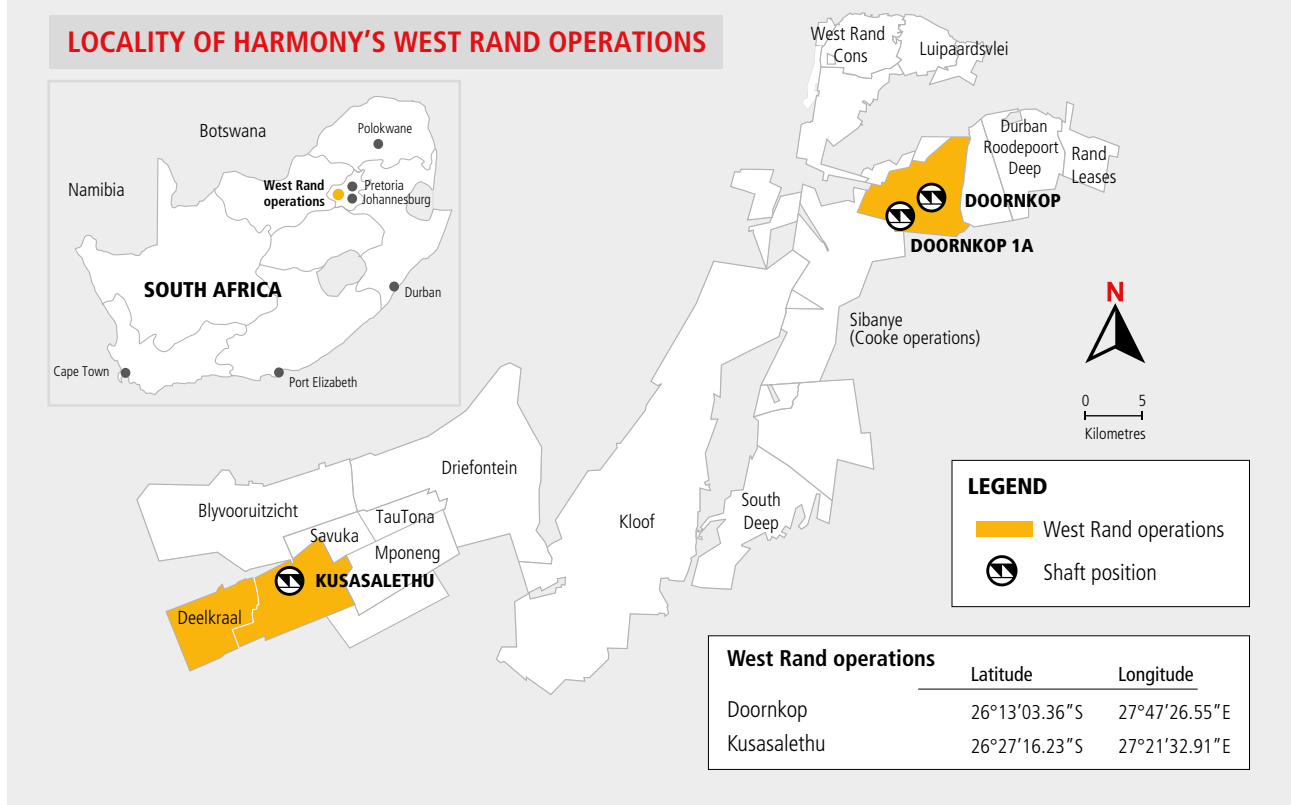 LOCALITY OF HARMONY'S WEST RAND OPERATIONS
Botswana
Polokwane
Namibia
West Rand
operations
Pretoria
Johannesburg
SOUTH AFRICA
Durban
Cape Town
Port Elizabeth
West Rand
Cons
Luipaardsvlei
Durban
Roodepoort
Deep
Rand
Leases
DOORNKOP
DOORNKOP 1A
Sibanye
(Cooke operations)
N
0 5
Kilometres
Driefontein
Blyvooruitzicht
TauTona
Savuka
Mponeng
KUSASALETHU
Deelkraal
Kloof
South
Deep
LEGEND
West Rand operations
Shaft position
West Rand operations
Latitude Longitude
Doornkop 26°13'03.36"S 27°47'26.55"E
Kusasalethu 26°27'16.23"S 27°21'32.91"E